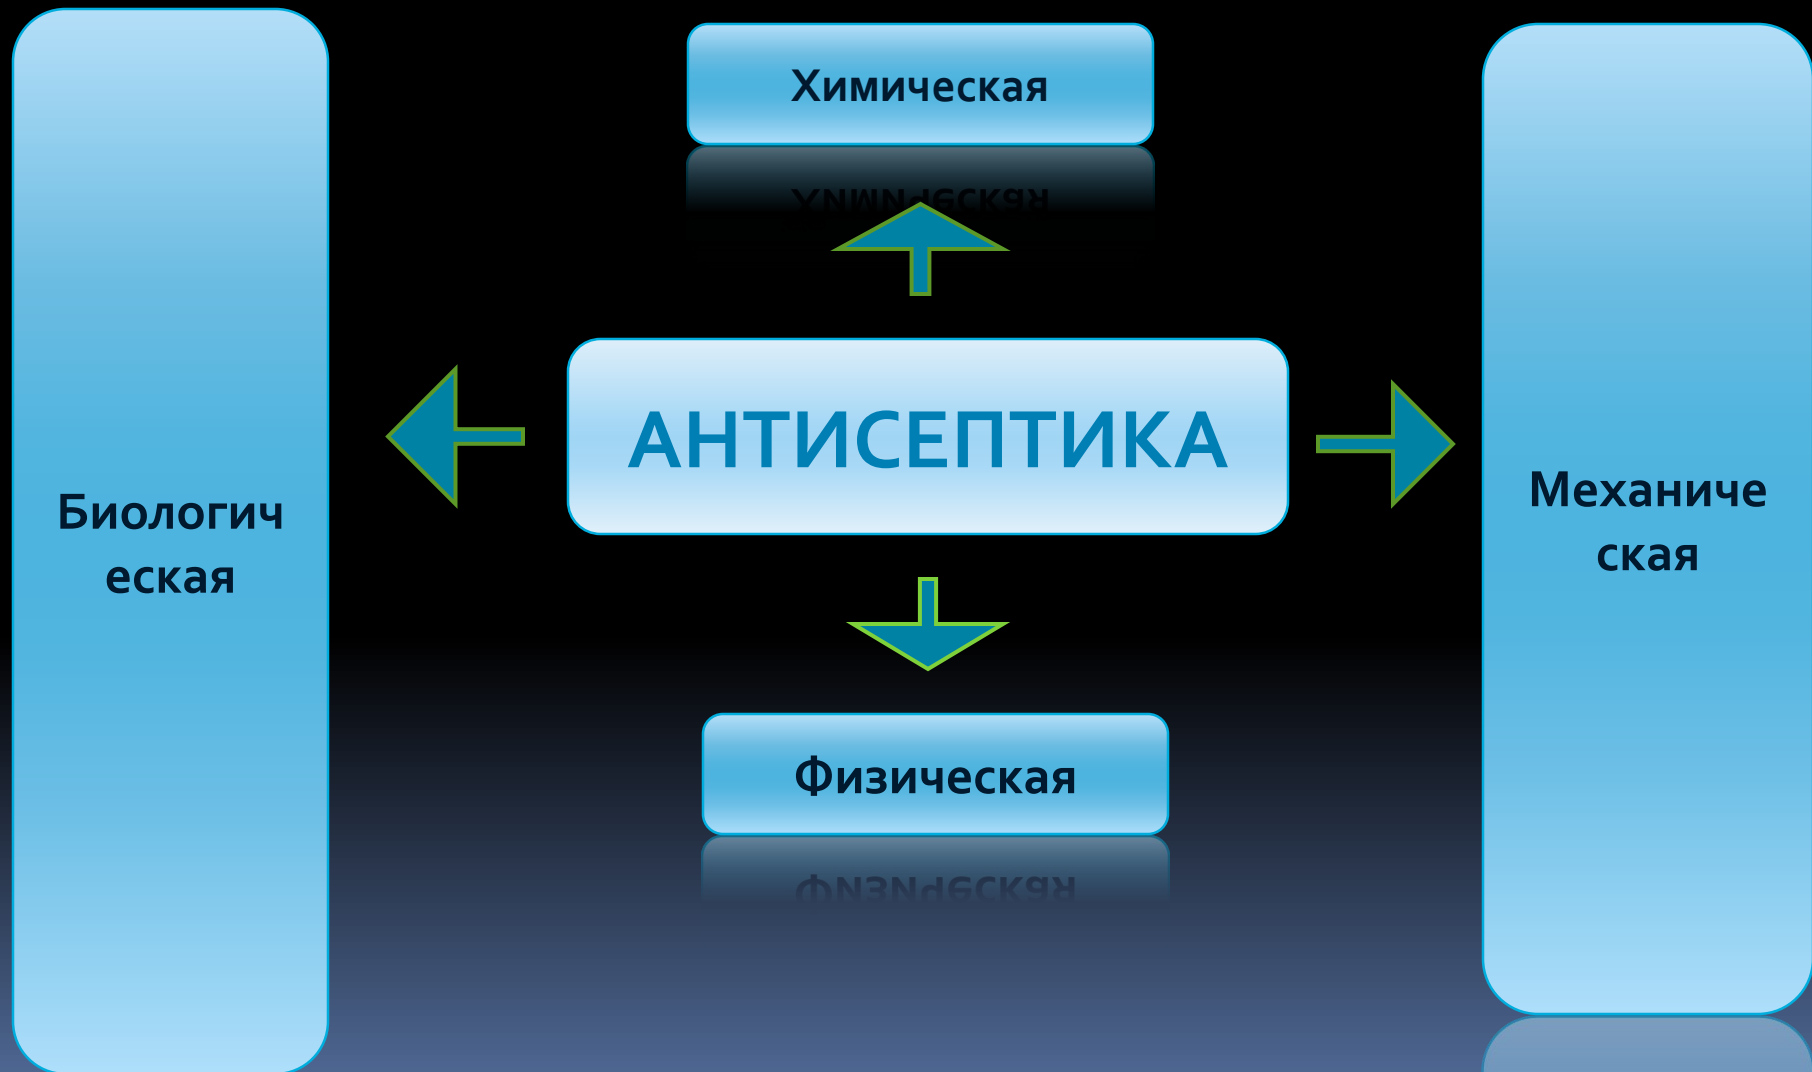 Химическая
АНТИСЕПТИКА
Биологич
еская
Механиче
ская
Физическая